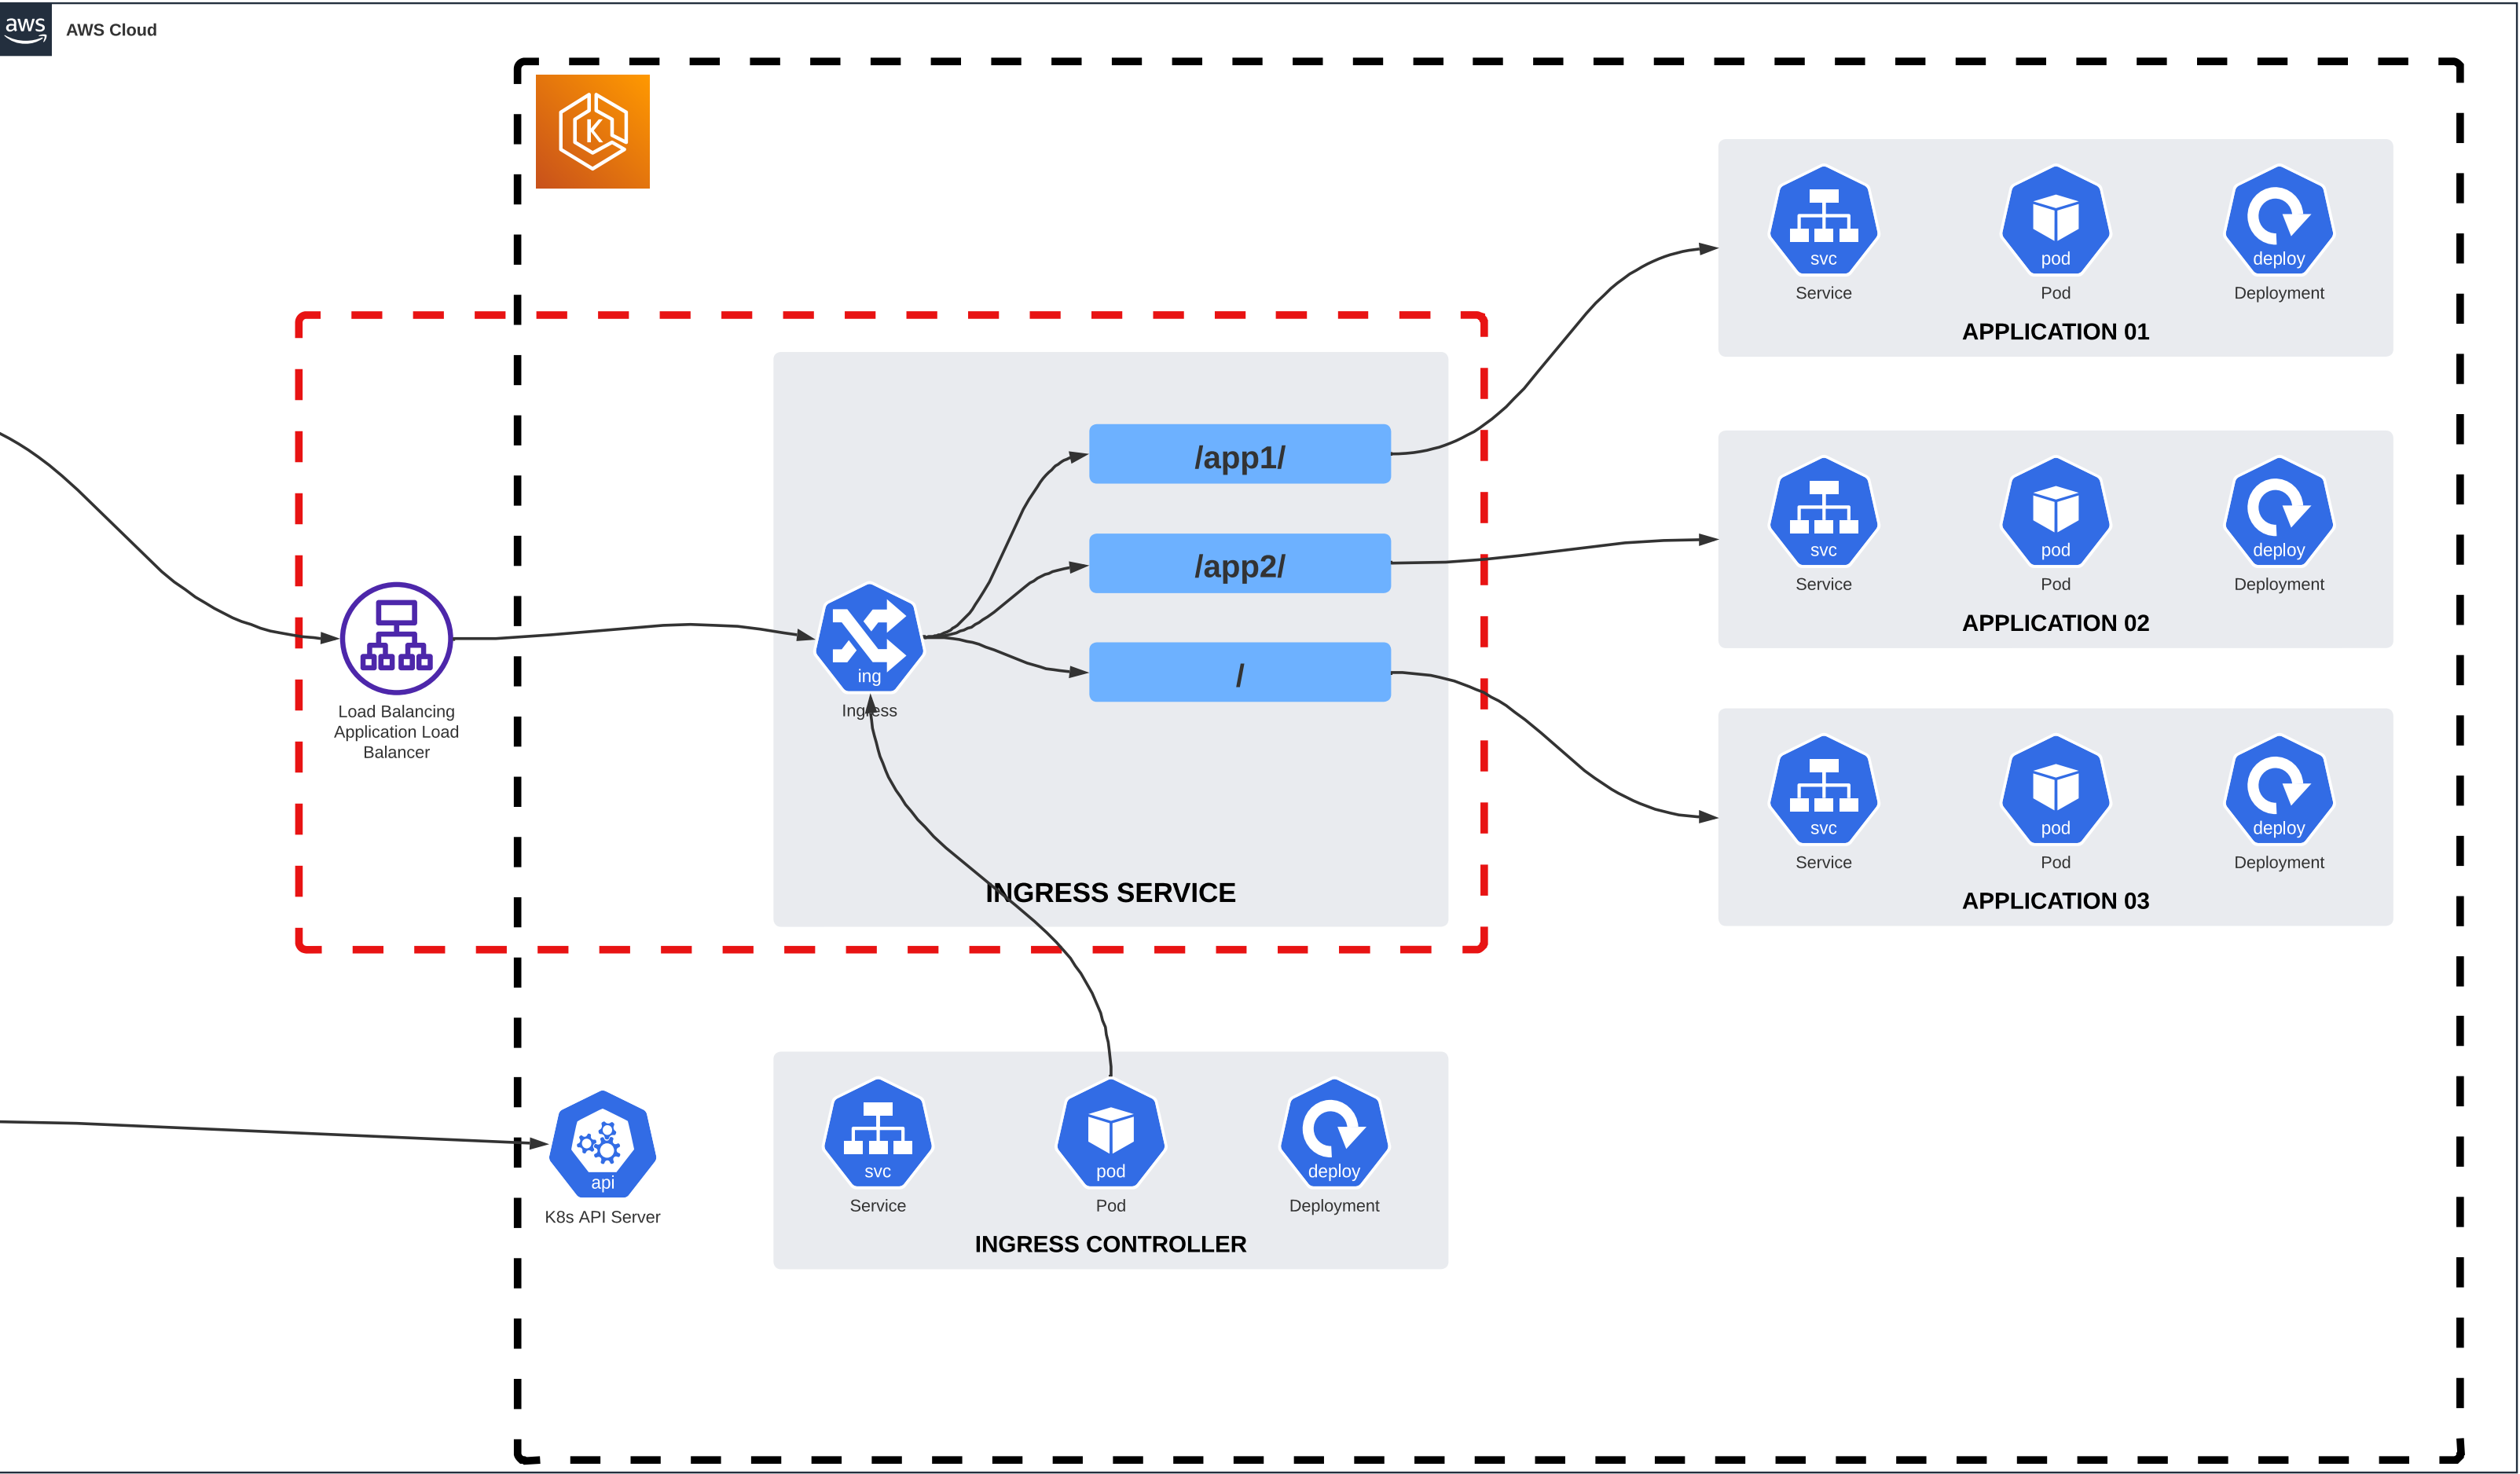 aws
AWS Cloud
K
svc
Service
pod
Pod
deploy
Deployment
APPLICATION 01
/app1/
/app2/
/
ing
Ingress
Load Balancing
Application Load
Balancer
INGRESS SERVICE
svc
Service
pod
Pod
deploy
Deployment
APPLICATION 02
svc
Service
pod
Pod
deploy
Deployment
APPLICATION 03
api
K8s API Server
svc
Service
pod
Pod
deploy
Deployment
INGRESS CONTROLLER